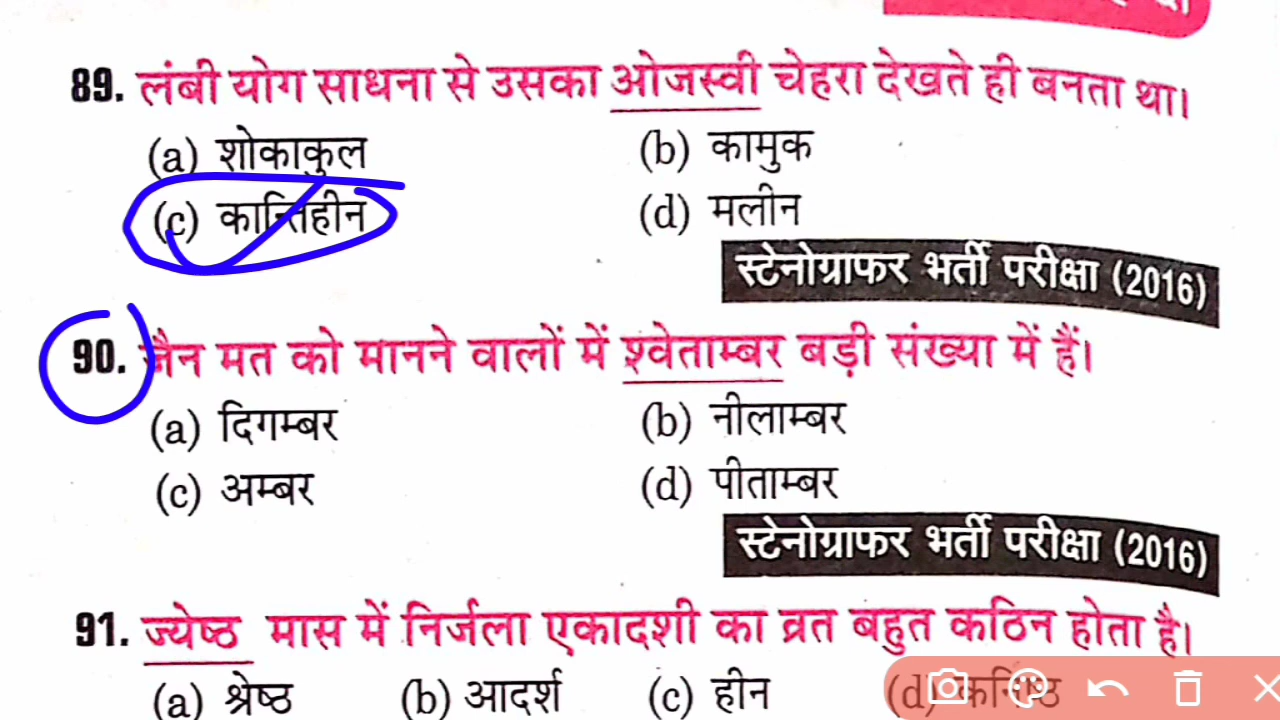 89. लंबी योग साधना से उसका ओजस्वी चेहरा देखते ही बनता था।
(a) शोकाकुल (b) कामुक
(c) कान्तिहीन (d) मलीन
स्टेनोग्राफर भर्ती परीक्षा (2016)
90. जैन मत को मानने वालों में श्वेताम्बर बड़ी संख्या में हैं।
(a) दिगम्बर (b) नीलाम्बर
(c) अम्बर (d) पीताम्बर
स्टेनोग्राफर भर्ती परीक्षा (2016)
91. ज्येष्ठ मास में निर्जला एकादशी का व्रत बहुत कठिन होता है।
(a) श्रेष्ठ (b) आदर्श (c) हीन (d) कनिष्ठ